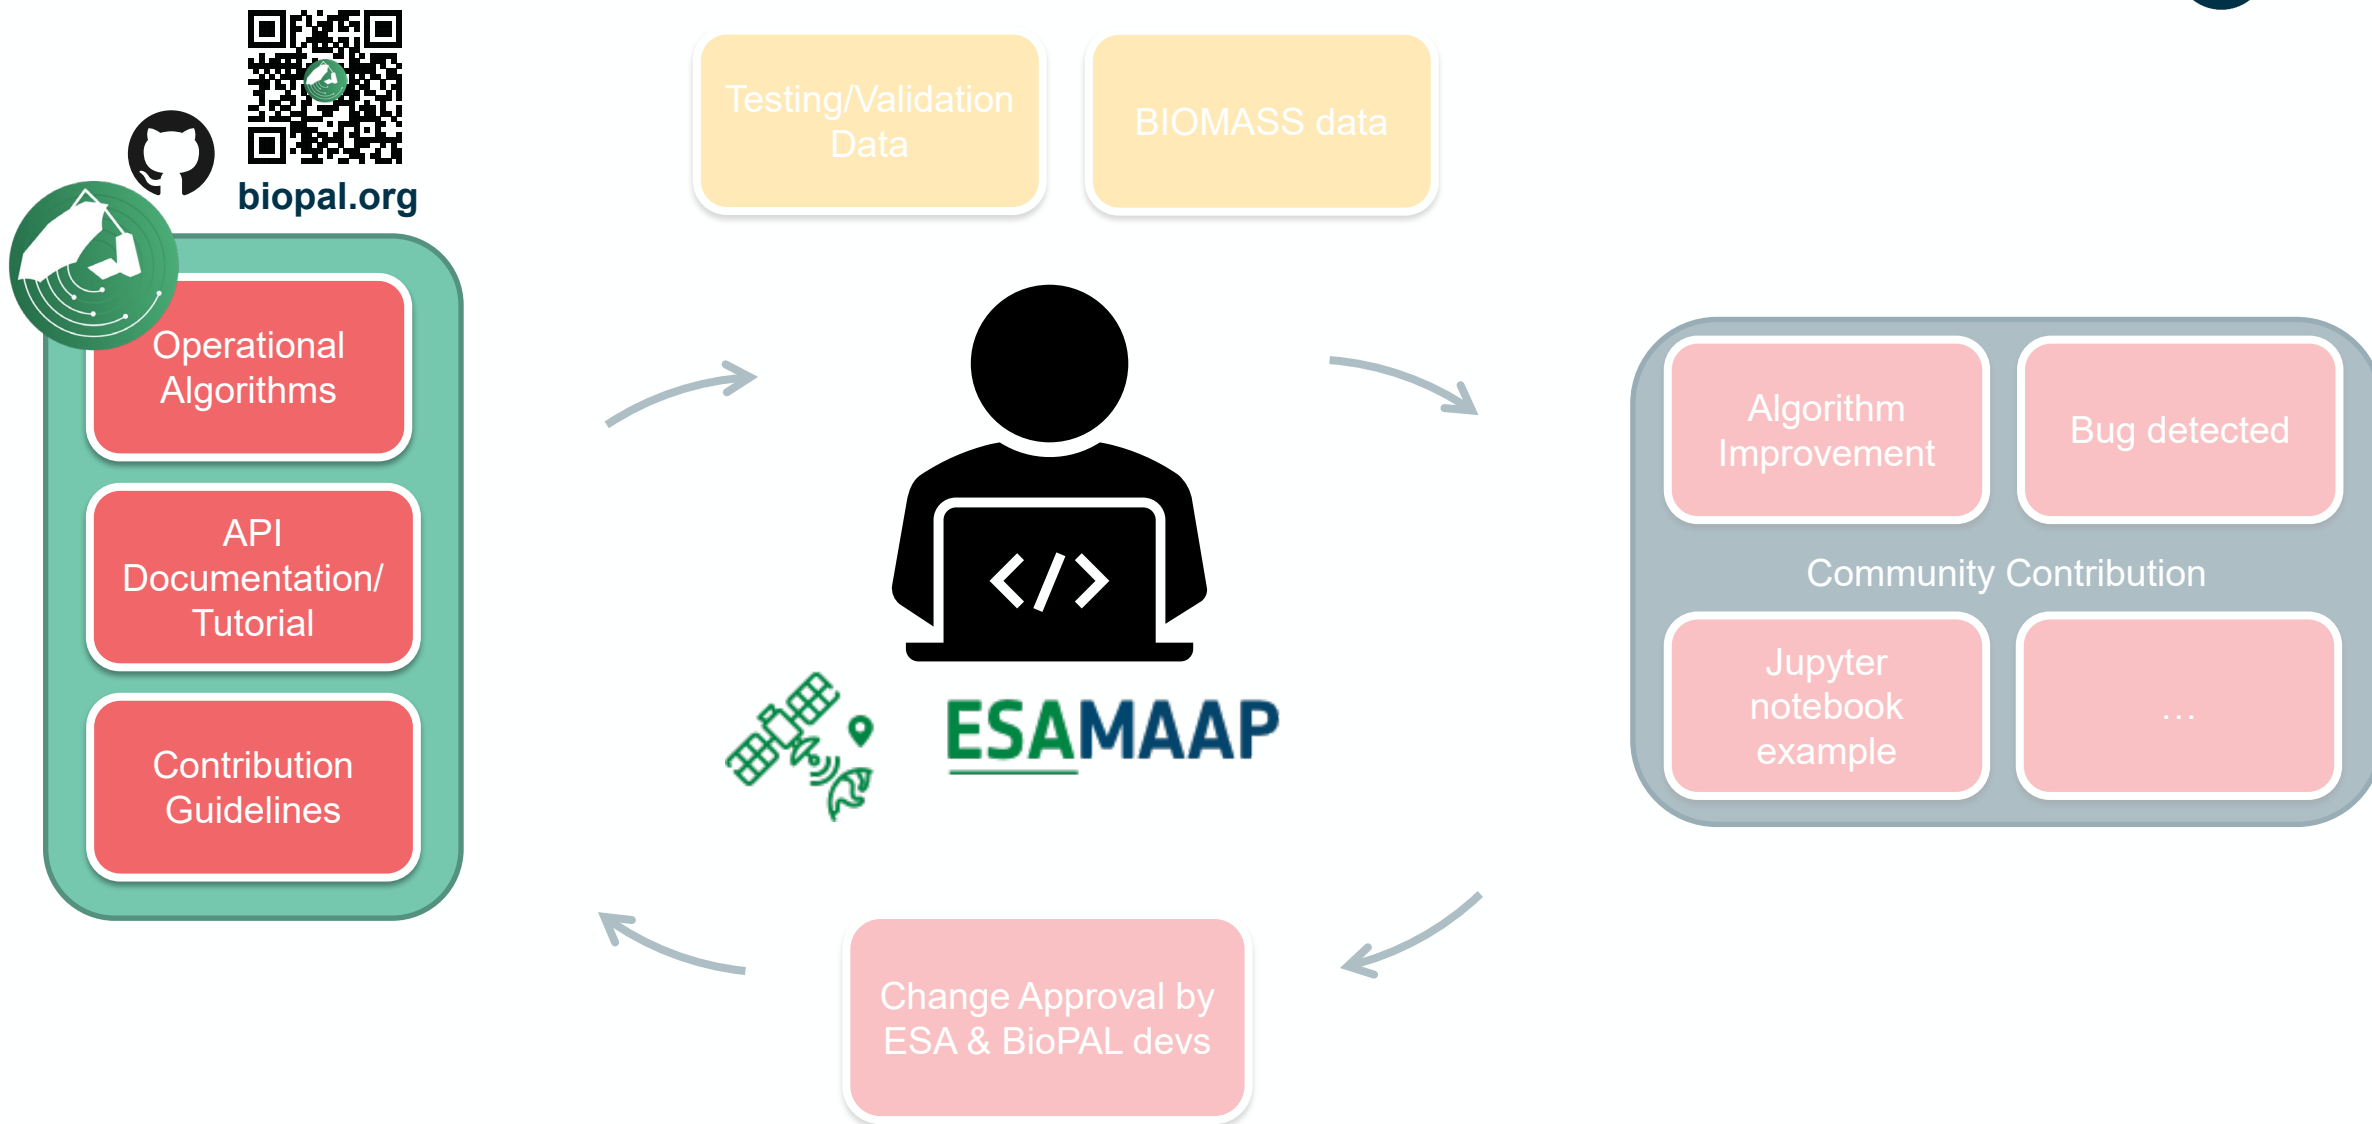 biopal.org
Operational
Algorithms
API
Documentation/
Tutorial
Contribution
Guidelines
Testing/Validation
Data
BIOMASS data
</>
ESAMAAP
Algorithm
Improvement
Bug detected
Community Contribution
Jupyter
notebook
example
...
Change Approval by
ESA & BioPAL devs